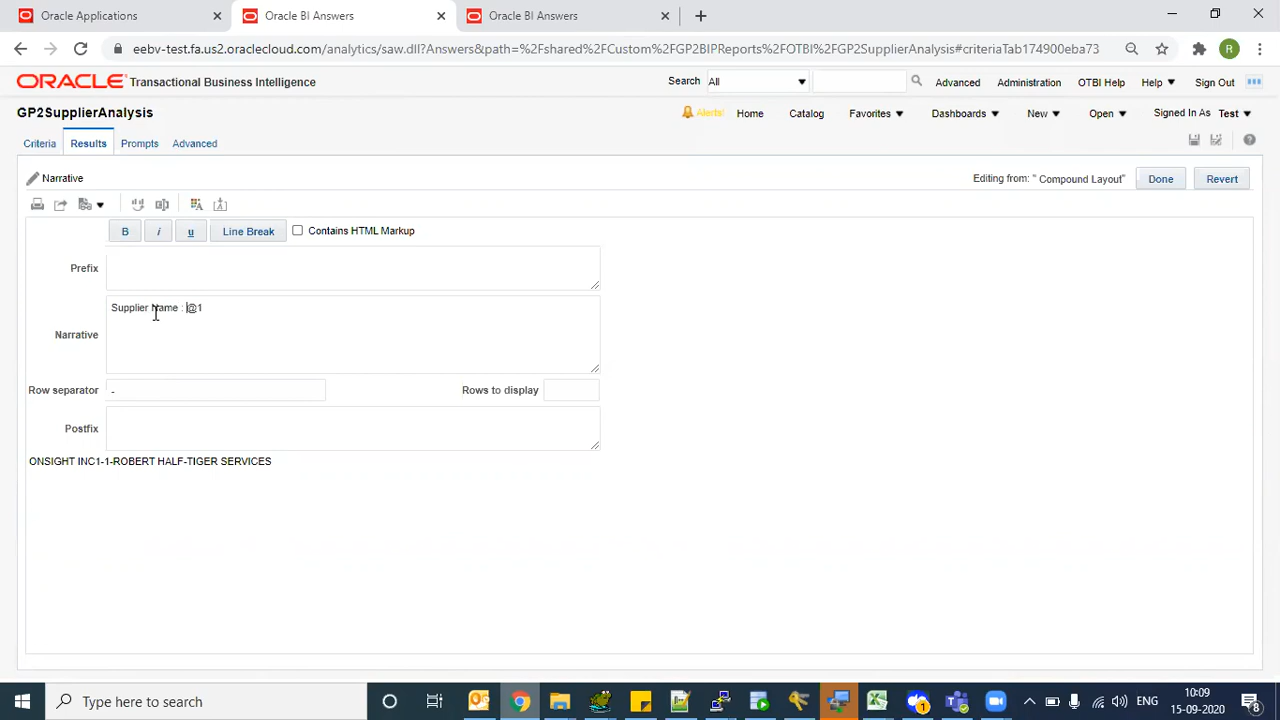 Oracle Applications
Oracle BI Answers
Oracle BI Answers
eebv-test.fa.us2.oraclecloud.com/analytics/saw.dll?Answers&path=%2Fshared%2FCustom%2FGP2BIPReports%2FOTBI%2FGP2SupplierAnalysis#criteriaTab174900eba73
R
ORACLE Transactional Business Intelligence
Search All Advanced Administration OTBI Help Help Sign Out
GP2SupplierAnalysis
Alerts! Home Catalog Favorites Dashboards New Open Signed In As Test
Criteria Results Prompts Advanced
Narrative
Editing from: " Compound Layout" Done Revert
B i u Line Break Contains HTML Markup
Prefix
Supplier Name : @1
Narrative
Row separator - Rows to display
Postfix
ONSIGHT INC1-1-ROBERT HALF-TIGER SERVICES
Type here to search
1
ENG
10:09
15-09-2020
8